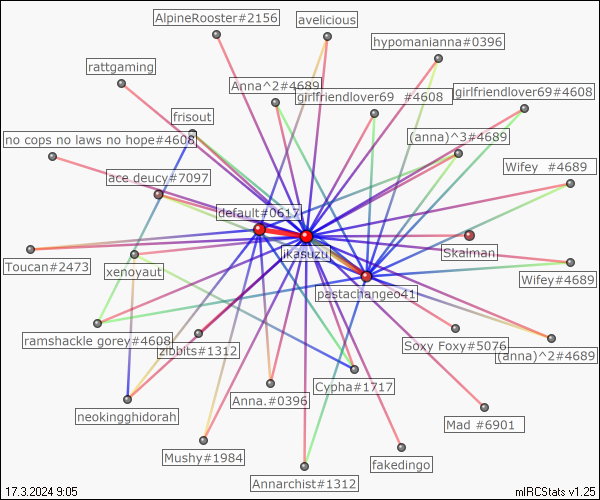 AlpineRooster#2156
avelicious
hypomanianna#0396
rattgaming
Anna^2#4689
girlfriendlover69 #4608
girlfriendlover69#4608
frisout
no cops no laws no hope#4608
(anna)^3#4689
Wifey #4689
ace deucy#7097
default#0617
ikasuzu
Skalman
Toucan#2473
xenoyaut
Wifey#4689
pastachangeo41
ramshackle gorey#4608
zibbits#1312
Soxy Foxy#5076
(anna)^2#4689
Cypha#1717
Anna.#0396
neokingghidorah
Mad #6901
Mushy#1984
fakedingo
Annarchist#1312
17.3.2024 9:05
mIRCStats v1.25